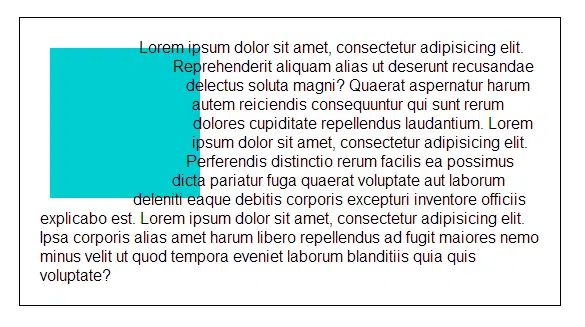 Lorem ipsum dolor sit amet, consectetur adipisicing elit.
Reprehenderit aliquam alias ut deserunt recusandae
delectus soluta magni? Quaerat aspernatur harum
autem reiciendis consequuntur qui sunt rerum
dolores cupiditate repellendus laudantium. Lorem
ipsum dolor sit amet, consectetur adipisicing elit.
Perferendis distinctio rerum facilis ea possimus
dicta pariatur fuga quaerat voluptate aut laborum
deleniti eaque debitis corporis excepturi inventore officiis
explicabo est. Lorem ipsum dolor sit amet, consectetur adipisicing elit.
Ipsa corporis alias amet harum libero repellendus ad fugit maiores nemo
minus velit ut quod tempora eveniet laborum blanditiis quia quis
voluptate?